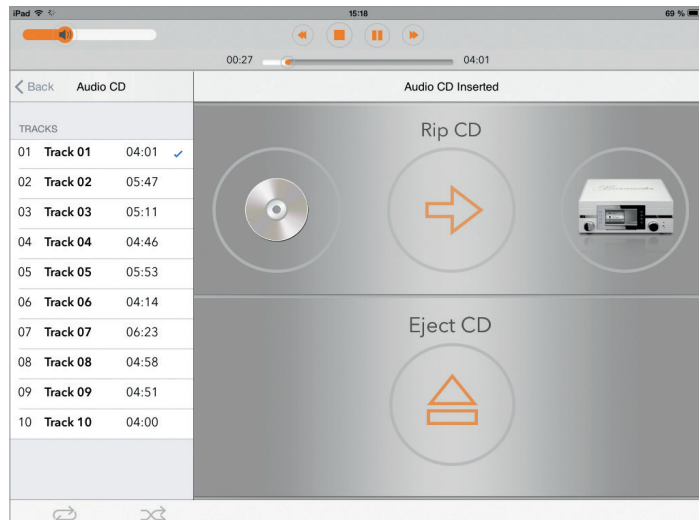 iPad 15:18 69 %
00:27 04:01
Back Audio CD Audio CD Inserted
TRACKS
Rip CD
01 Track 01 04:01
02 Track 02 05:47
03 Track 03 05:11
04 Track 04 04:46
05 Track 05 05:53
06 Track 06 04:14
07 Track 07 06:23
08 Track 08 04:58
09 Track 09 04:51
10 Track 10 04:00
Eject CD